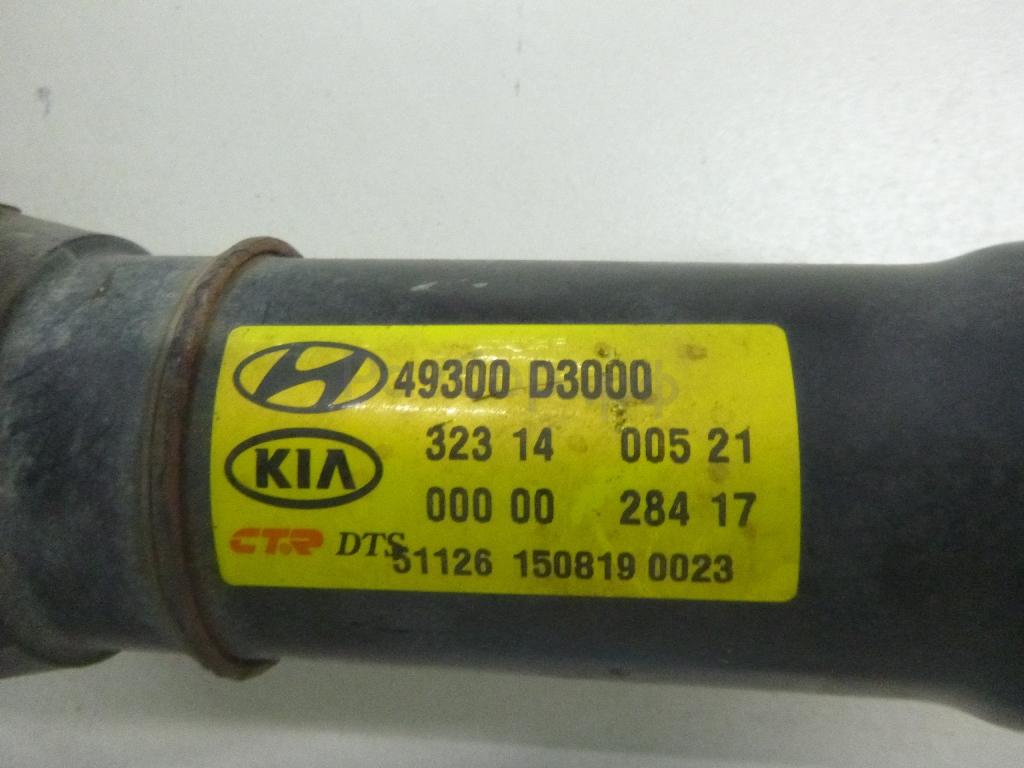 49300 D3000
KIA 323 14 005 21
000 00 284 17
CTR DTS 51126 150819 0023